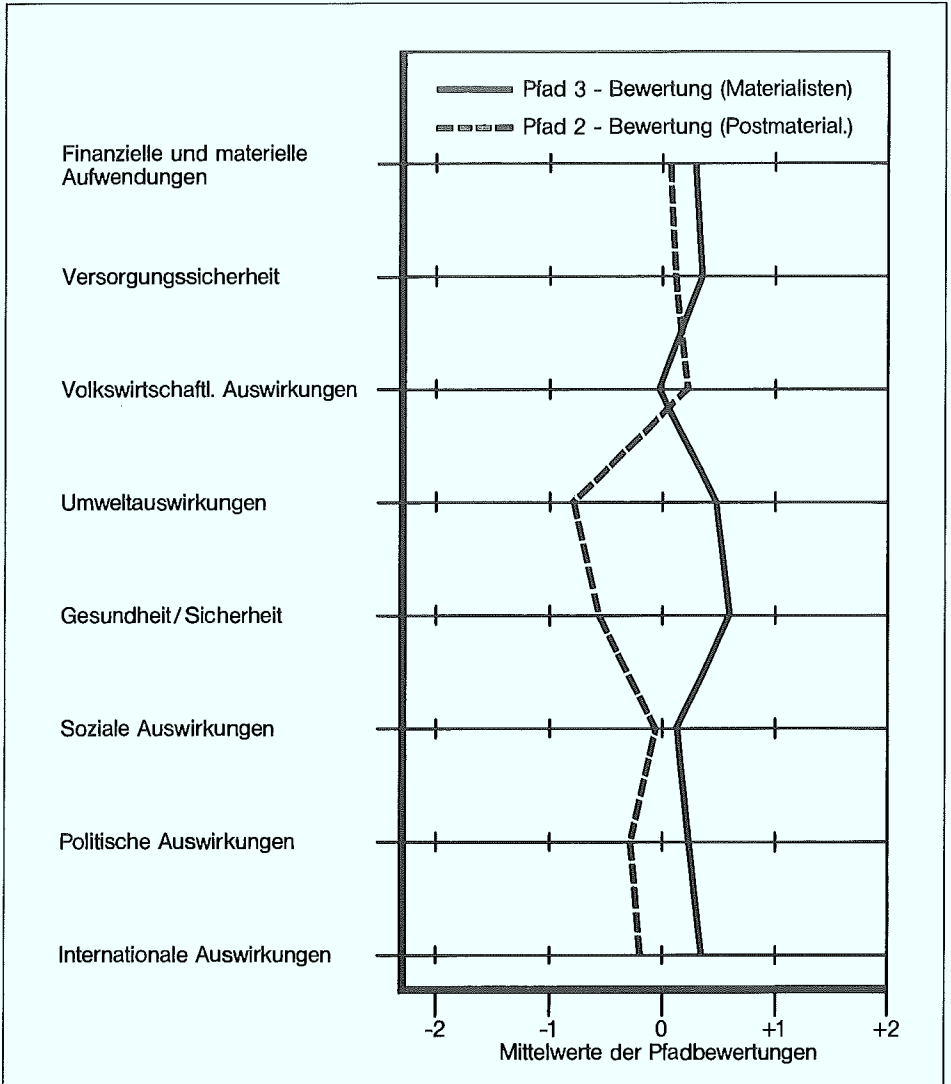 Pfad 3 - Bewertung (Materialisten)
Pfad 2 - Bewertung (Postmaterial.)
Finanzielle und materielle
Aufwendungen
Versorgungssicherheit
Volkswirtschaftl. Auswirkungen
Umweltauswirkungen
Gesundheit/Sicherheit
Soziale Auswirkungen
Politische Auswirkungen
Internationale Auswirkungen
-2 -1 0 +1 +2
Mittelwerte der Pfadbewertungen